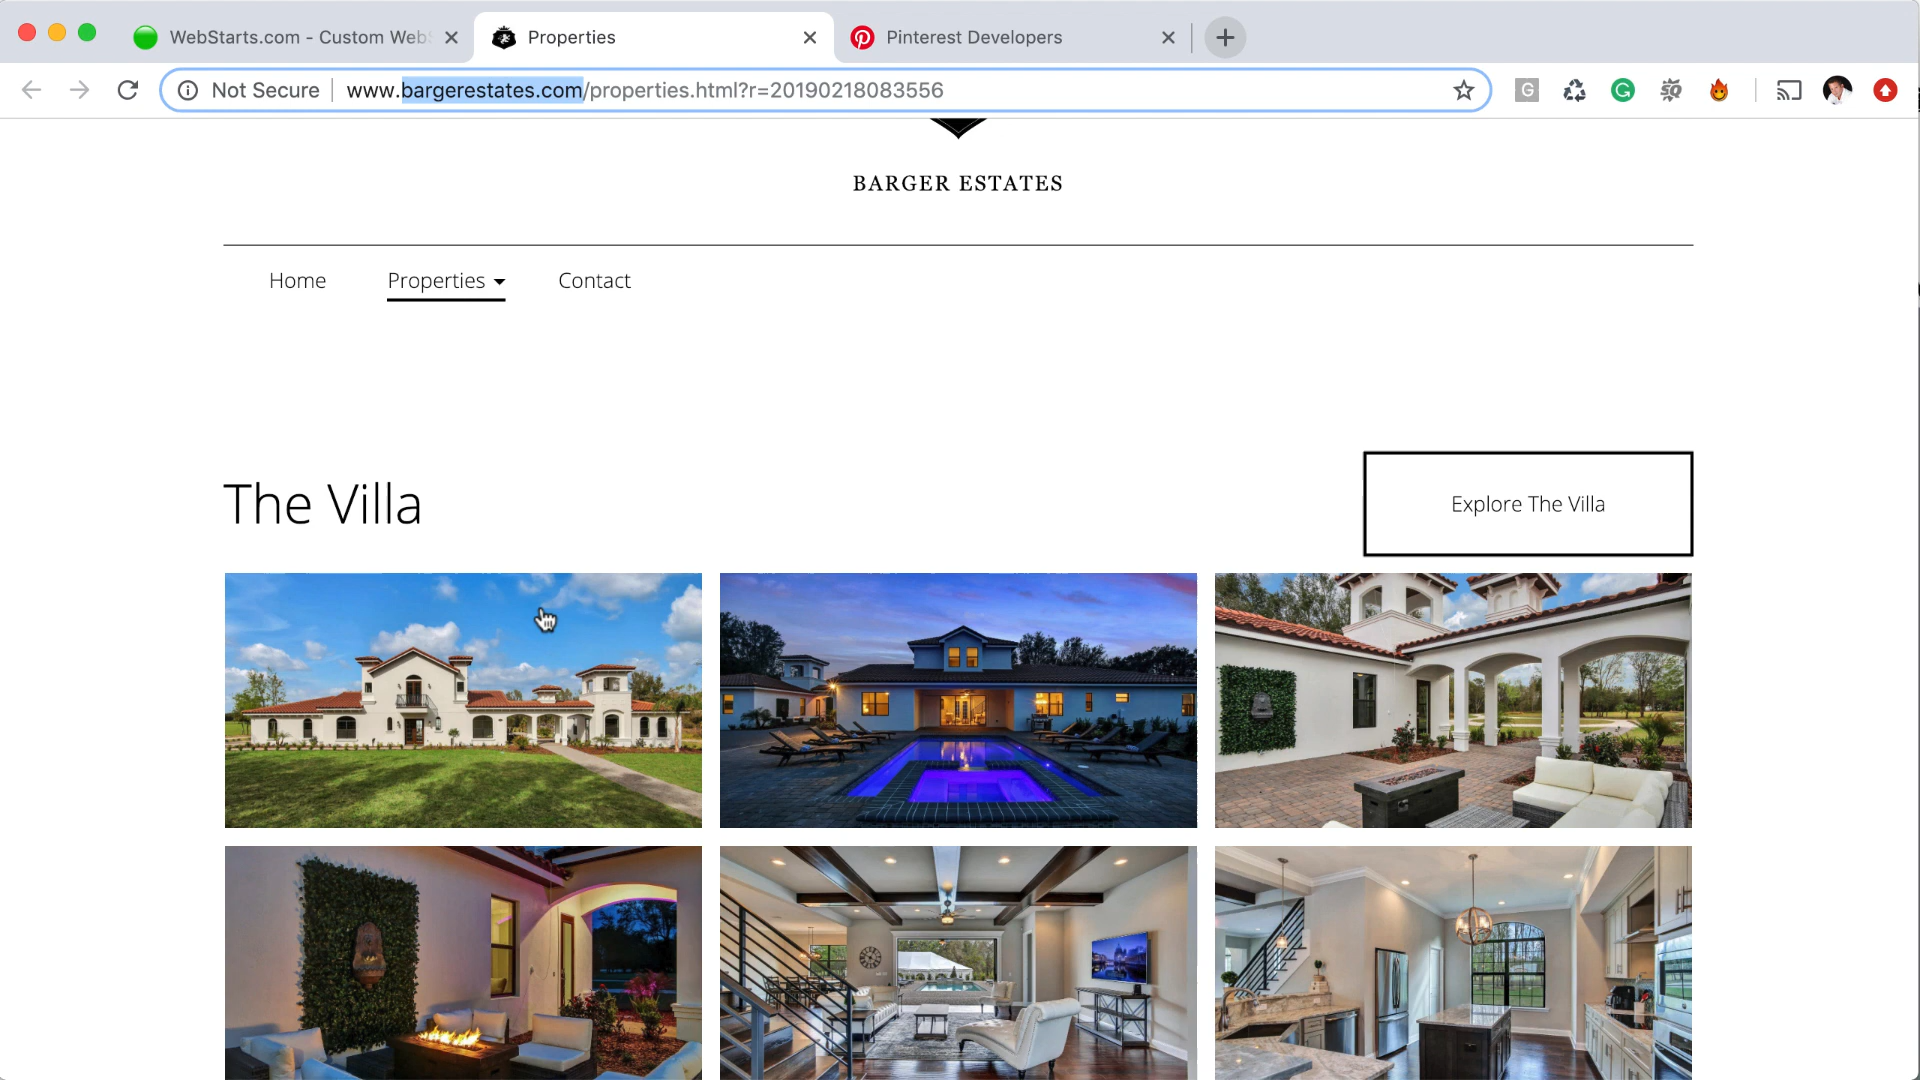 WebStarts.com - Custom Web
Properties
Pinterest Developers
Not Secure
www.bargerestates.com/properties.html?r=20190218083556
G
G
SQ
BARGER ESTATES
Home
Properties
Contact
The Villa
Explore The Villa